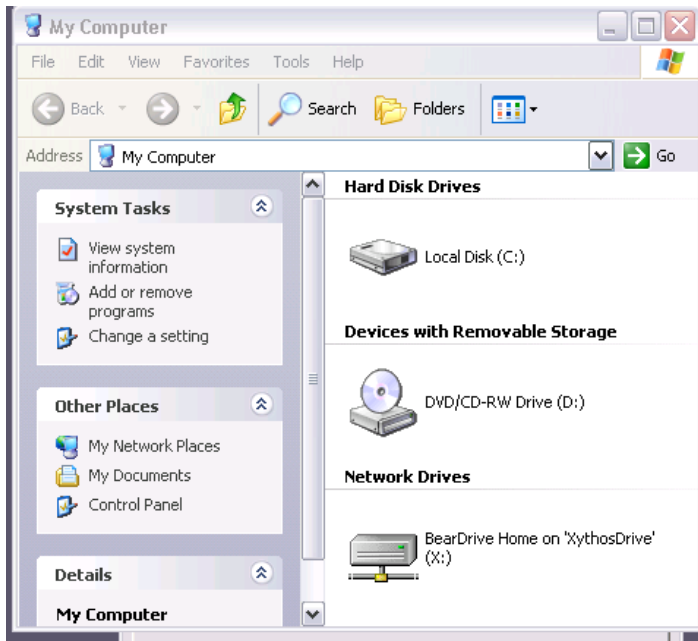 My Computer
File Edit View Favorites Tools Help
Back Search Folders
Address My Computer Go
System Tasks
View system
information
Add or remove
programs
Change a setting
Other Places
My Network Places
My Documents
Control Panel
Details
My Computer
Hard Disk Drives
Local Disk (C:)
Devices with Removable Storage
DVD/CD-RW Drive (D:)
Network Drives
BearDrive Home on 'XythosDrive'
(X:)